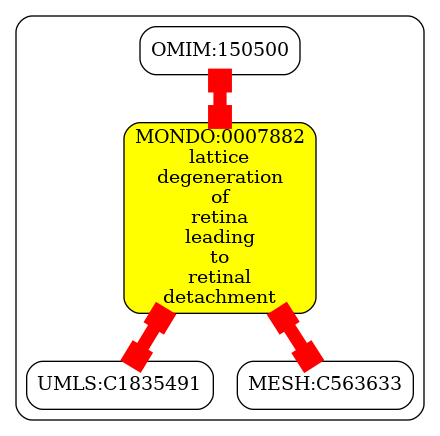 OMIM:150500
MONDO:0007882
lattice
degeneration
of
retina
leading
to
retinal
detachment
UMLS:C1835491
MESH:C563633